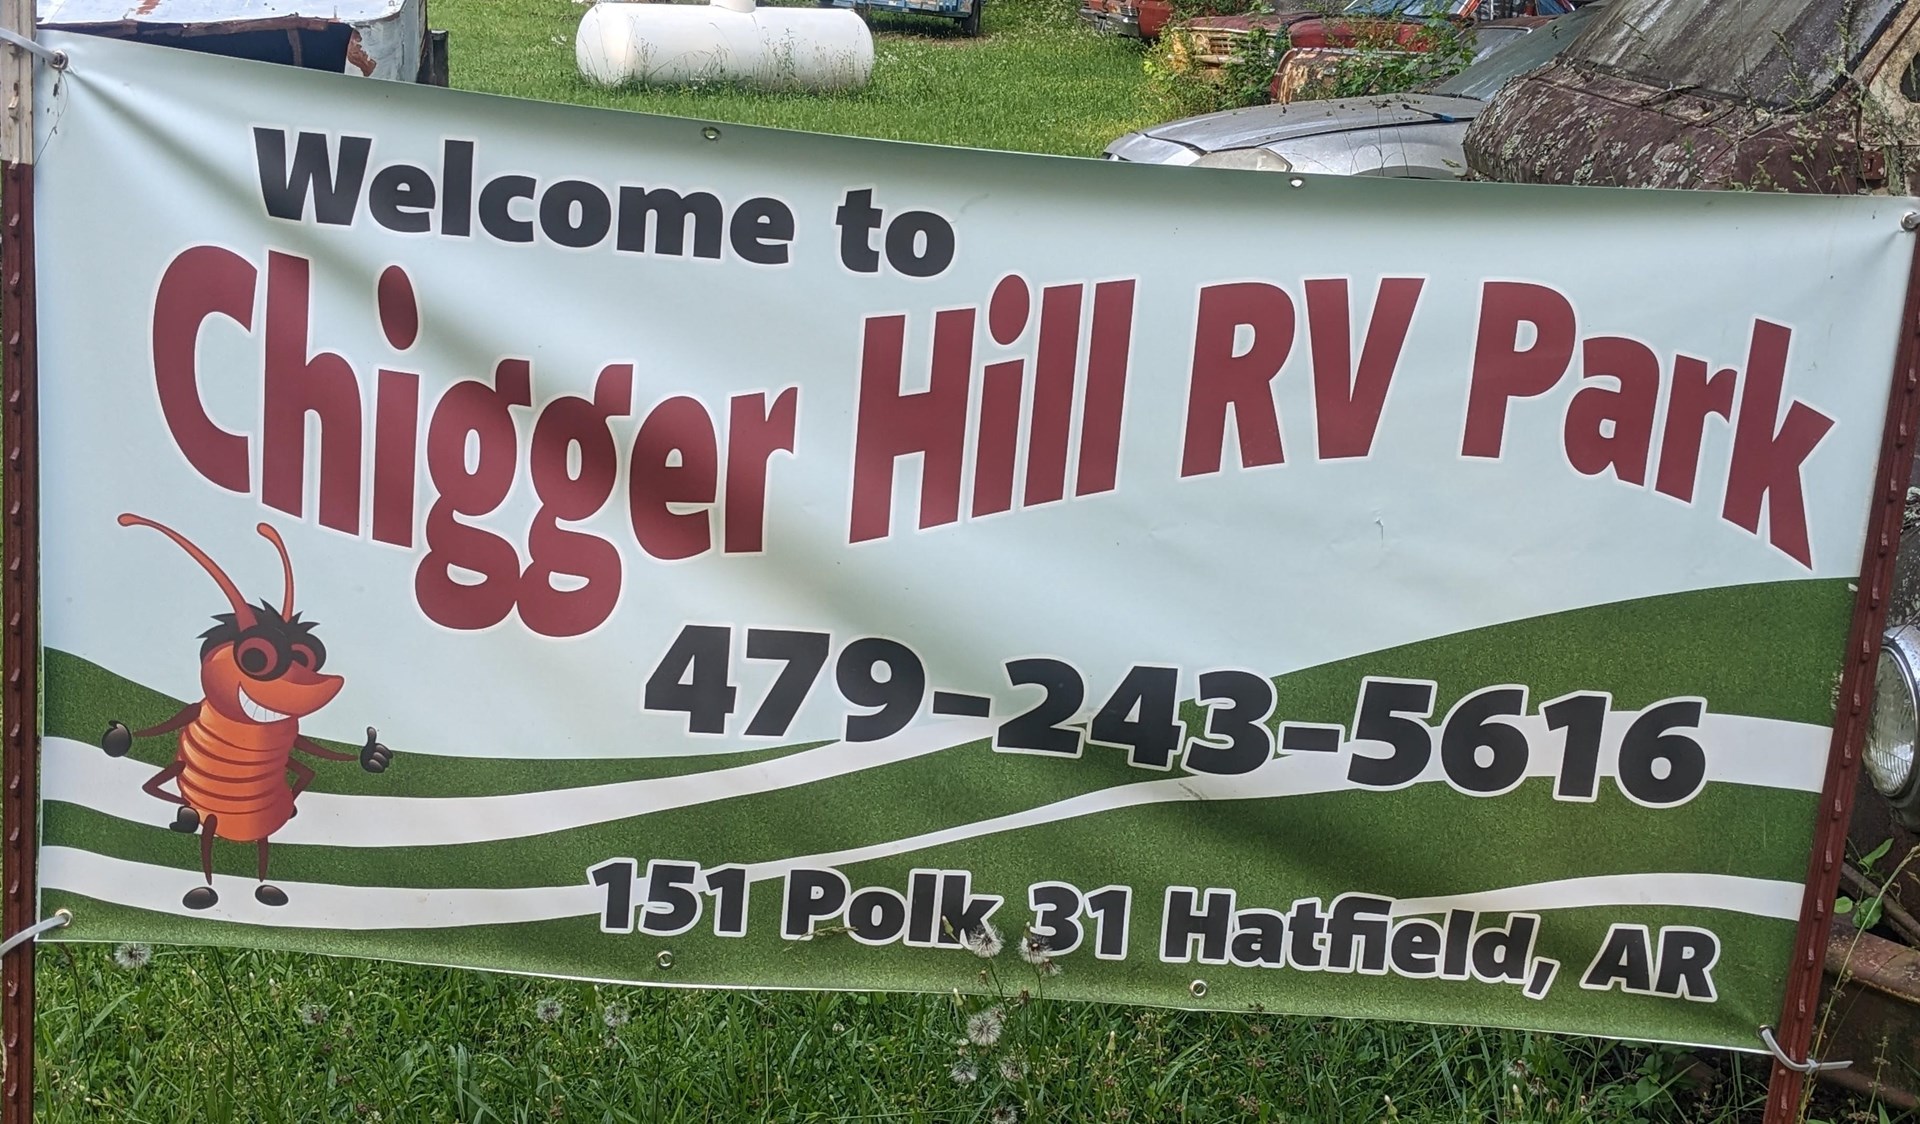 Welcome to
Chigger Hill RV Park
479-243-5616
151 Polk 31 Hatfield, AR